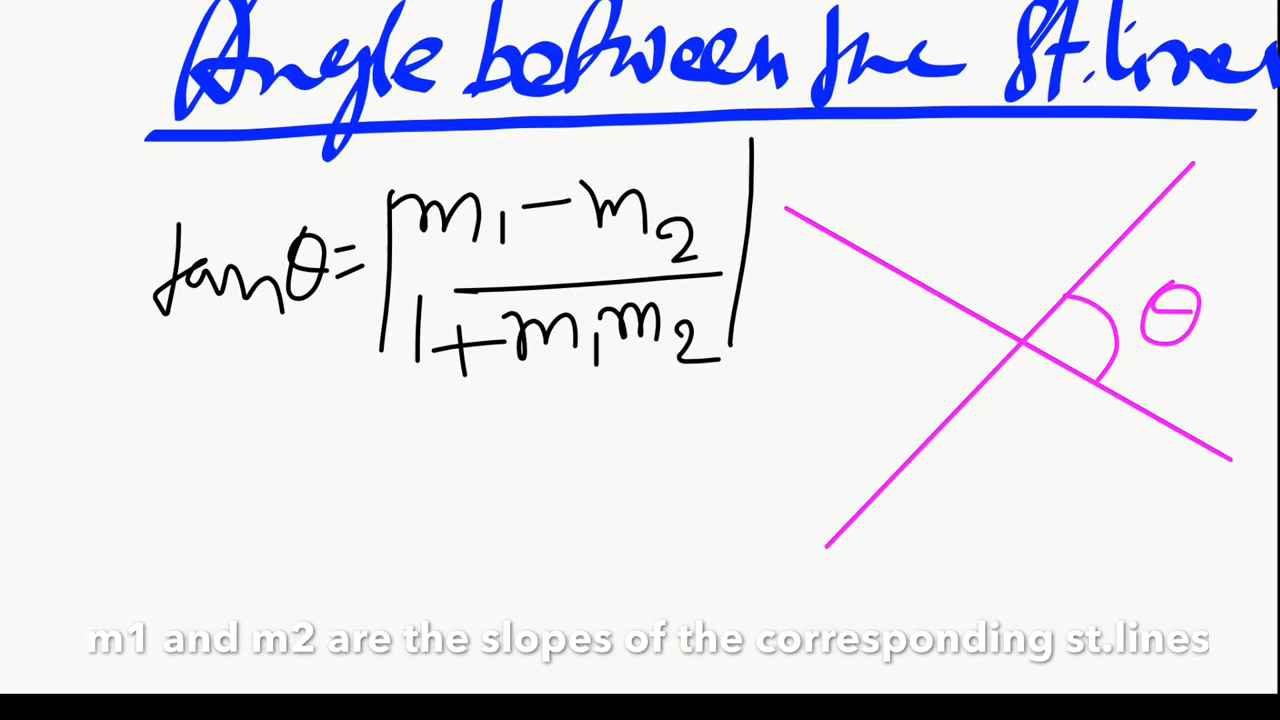 Angle between the St.lines
tanθ = |m₁ - m₂ / 1 + m₁m₂|
θ
m1 and m2 are the slopes of the corresponding st.lines